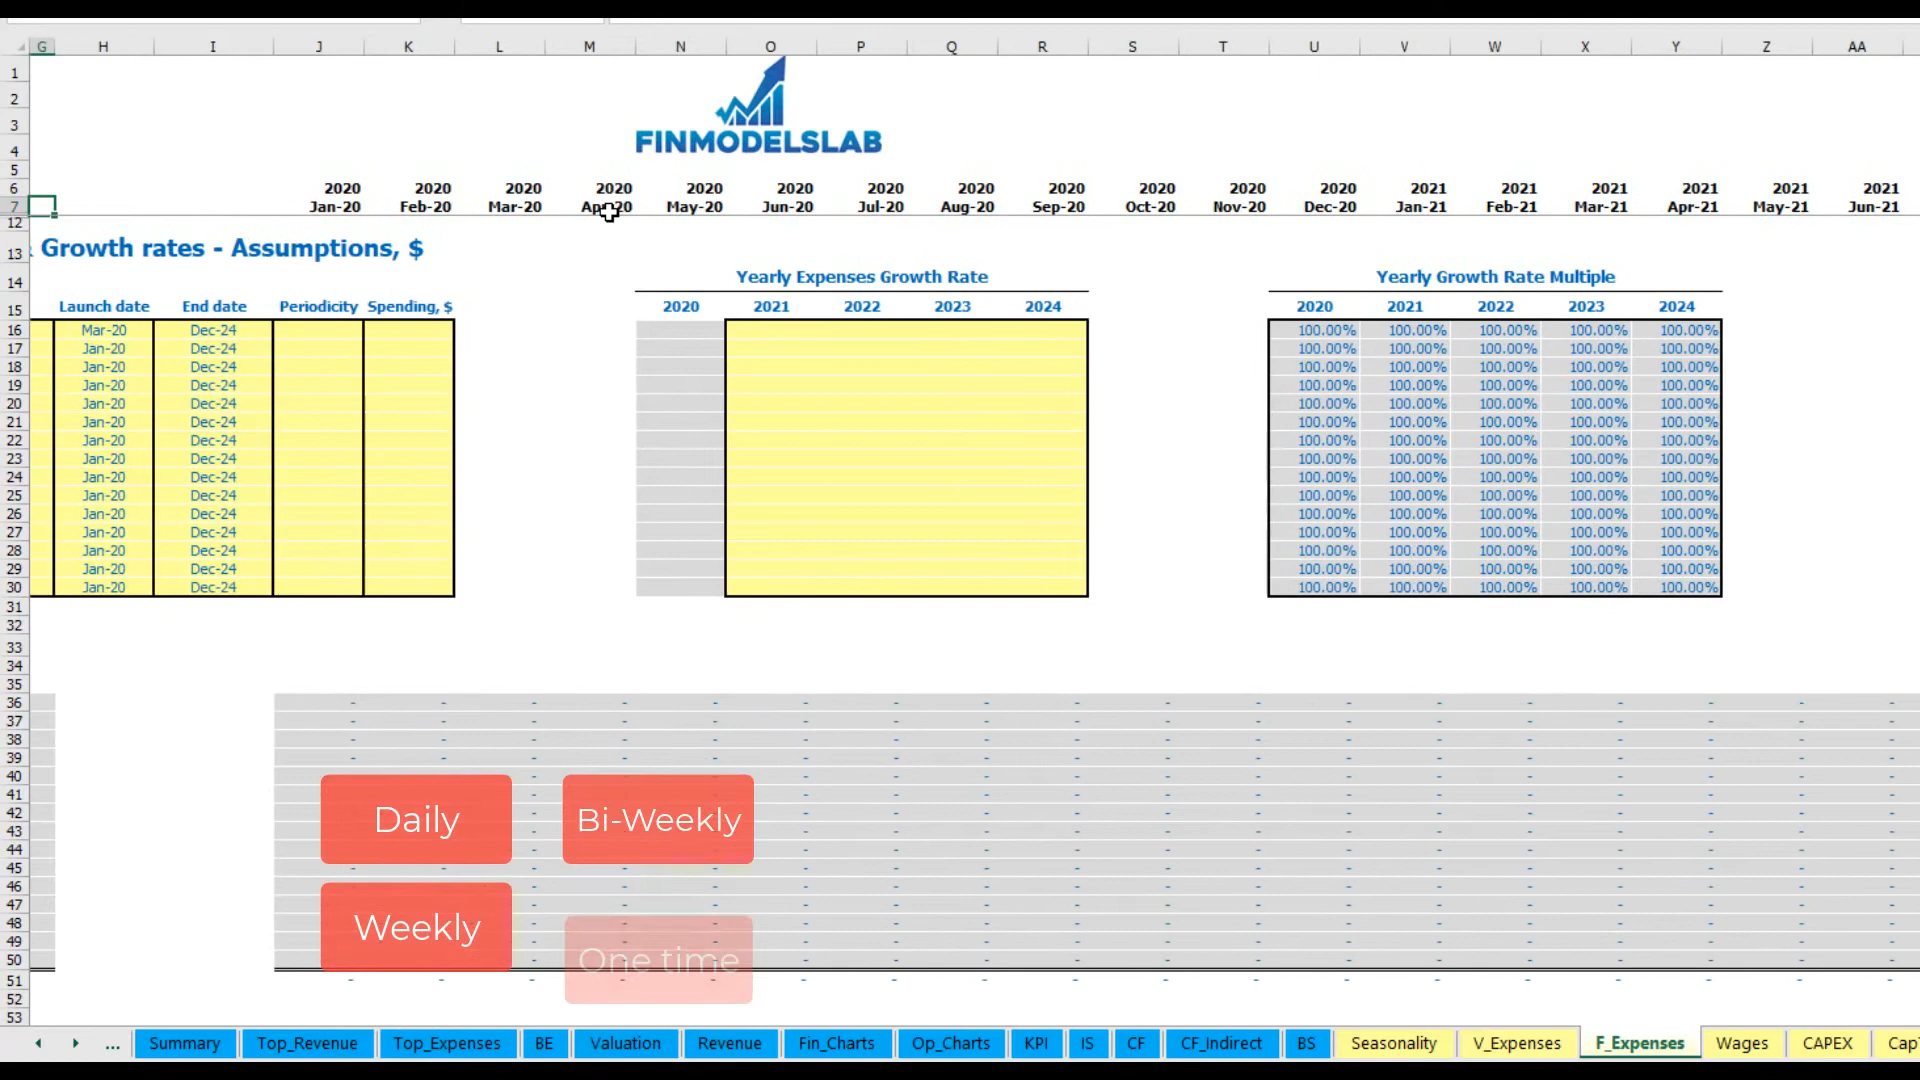 G H I J K L M N O P Q R S T U V W X Y Z AA
1
2
3
4
FINMODELSLAB
5
6 2020 2020 2020 2020 2020 2020 2020 2020 2020 2020 2020 2020 2021 2021 2021 2021 2021 2021
7 Jan-20 Feb-20 Mar-20 Apr-20 May-20 Jun-20 Jul-20 Aug-20 Sep-20 Oct-20 Nov-20 Dec-20 Jan-21 Feb-21 Mar-21 Apr-21 May-21 Jun-21
12
13 & Growth rates - Assumptions, $
14 Yearly Expenses Growth Rate Yearly Growth Rate Multiple
15 Launch date End date Periodicity Spending, $ 2020 2021 2022 2023 2024 2020 2021 2022 2023 2024
16 Mar-20 Dec-24 100.00% 100.00% 100.00% 100.00% 100.00%
17 Jan-20 Dec-24 100.00% 100.00% 100.00% 100.00% 100.00%
18 Jan-20 Dec-24 100.00% 100.00% 100.00% 100.00% 100.00%
19 Jan-20 Dec-24 100.00% 100.00% 100.00% 100.00% 100.00%
20 Jan-20 Dec-24 100.00% 100.00% 100.00% 100.00% 100.00%
21 Jan-20 Dec-24 100.00% 100.00% 100.00% 100.00% 100.00%
22 Jan-20 Dec-24 100.00% 100.00% 100.00% 100.00% 100.00%
23 Jan-20 Dec-24 100.00% 100.00% 100.00% 100.00% 100.00%
24 Jan-20 Dec-24 100.00% 100.00% 100.00% 100.00% 100.00%
25 Jan-20 Dec-24 100.00% 100.00% 100.00% 100.00% 100.00%
26 Jan-20 Dec-24 100.00% 100.00% 100.00% 100.00% 100.00%
27 Jan-20 Dec-24 100.00% 100.00% 100.00% 100.00% 100.00%
28 Jan-20 Dec-24 100.00% 100.00% 100.00% 100.00% 100.00%
29 Jan-20 Dec-24 100.00% 100.00% 100.00% 100.00% 100.00%
30 Jan-20 Dec-24 100.00% 100.00% 100.00% 100.00% 100.00%
31
32
33
34
35
36 - - - - - - - - - - - - - - - - - -
37 - - - - - - - - - - - - - - - - - -
38 - - - - - - - - - - - - - - - - - -
39 - - - - - - - - - - - - - - - - - -
40
41
42 Daily Bi-Weekly
43
44
45
46
47 Weekly
48
49 One time
50
51 - - - - - - - - - - - - - - - - - -
52
53
... Summary Top_Revenue Top_Expenses BE Valuation Revenue Fin_Charts Op_Charts KPI IS CF CF_Indirect BS Seasonality V_Expenses F_Expenses Wages CAPEX Cap